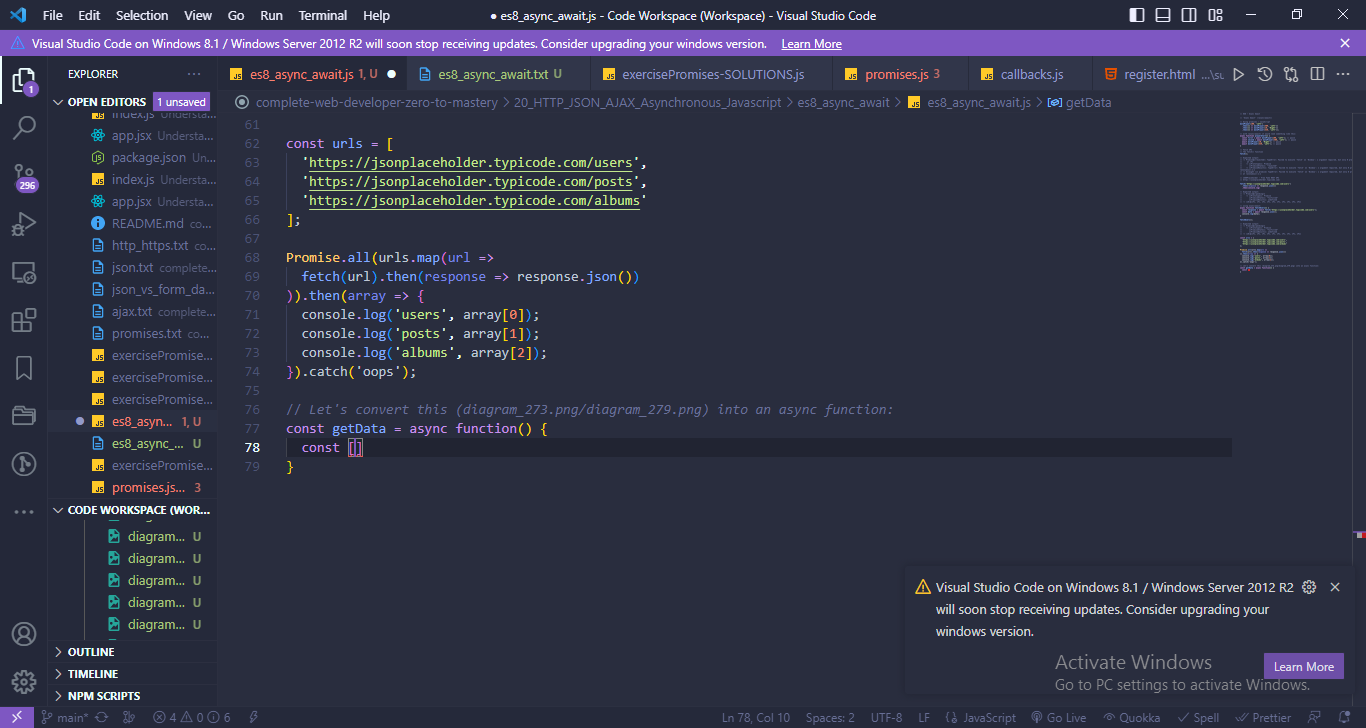 File Edit Selection View Go Run Terminal Help
● es8_async_await.js - Code Workspace (Workspace) - Visual Studio Code
Visual Studio Code on Windows 8.1 / Windows Server 2012 R2 will soon stop receiving updates. Consider upgrading your windows version. Learn More
EXPLORER
es8_async_await.js 1, U
es8_async_await.txt U
exercisePromises-SOLUTIONS.js
promises.js 3
callbacks.js
register.html ...\su
complete-web-developer-zero-to-mastery > 20_HTTP_JSON_AJAX_Asynchronous_Javascript > es8_async_await > es8_async_await.js > getData
1
296
OPEN EDITORS 1 unsaved
index.js Understa...
app.jsx Understa...
package.json Un...
index.js Understa...
app.jsx Understa...
README.md co...
http_https.txt co...
json.txt complete...
json_vs_form_da...
ajax.txt complete...
promises.txt co...
exercisePromise...
exercisePromise...
exercisePromise...
es8_asyn... 1, U
es8_async_... U
exercisePromise...
promises.js... 3
CODE WORKSPACE (WOR...
diagram... U
diagram... U
diagram... U
diagram... U
diagram... U
OUTLINE
TIMELINE
NPM SCRIPTS
61
62 const urls = [
63 'https://jsonplaceholder.typicode.com/users',
64 'https://jsonplaceholder.typicode.com/posts',
65 'https://jsonplaceholder.typicode.com/albums'
66 ];
67
68 Promise.all(urls.map(url =>
69 fetch(url).then(response => response.json())
70 )).then(array => {
71 console.log('users', array[0]);
72 console.log('posts', array[1]);
73 console.log('albums', array[2]);
74 }).catch('oops');
75
76 // Let's convert this (diagram_273.png/diagram_279.png) into an async function:
77 const getData = async function() {
78 const []
79 }
Visual Studio Code on Windows 8.1 / Windows Server 2012 R2
will soon stop receiving updates. Consider upgrading your
windows version.
Learn More
Activate Windows
Go to PC settings to activate Windows.
main* 4 0 6
Ln 78, Col 10 Spaces: 2 UTF-8 LF JavaScript Go Live Quokka Spell Prettier